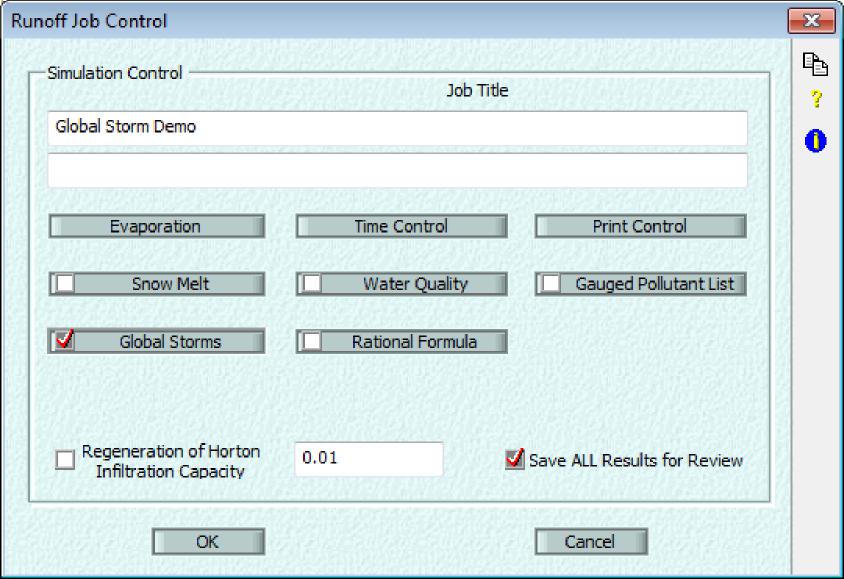 Runoff Job Control
Simulation Control
Job Title
Global Storm Demo
Evaporation
Time Control
Print Control
Snow Melt
Water Quality
Gauged Pollutant List
Global Storms
Rational Formula
Regeneration of Horton
Infiltration Capacity
0.01
Save ALL Results for Review
OK
Cancel